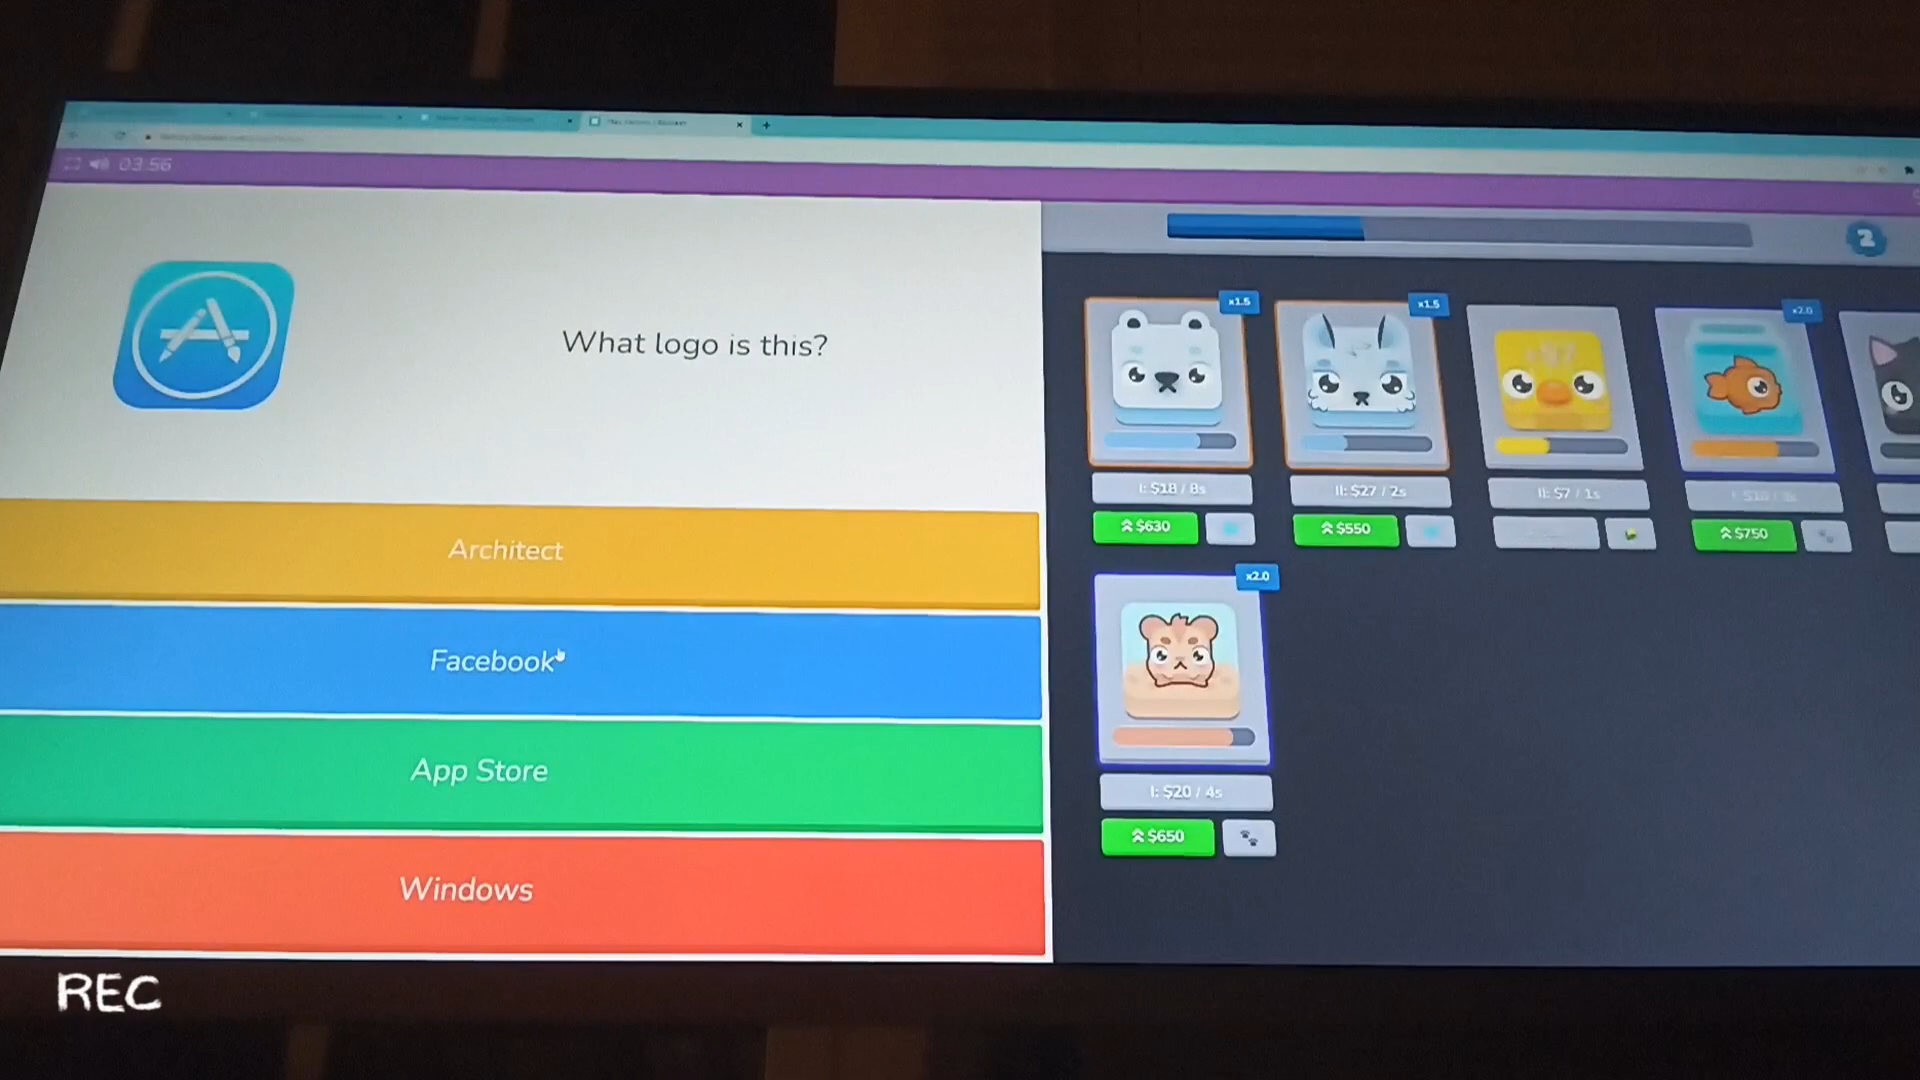 03:56
What logo is this?
Architect
Facebook
App Store
Windows
2
x1.5
x1.5
x2.0
I: $18 / 8s
II: $27 / 2s
II: $7 / 1s
$630
$550
$750
x2.0
I: $20 / 4s
$650
REC